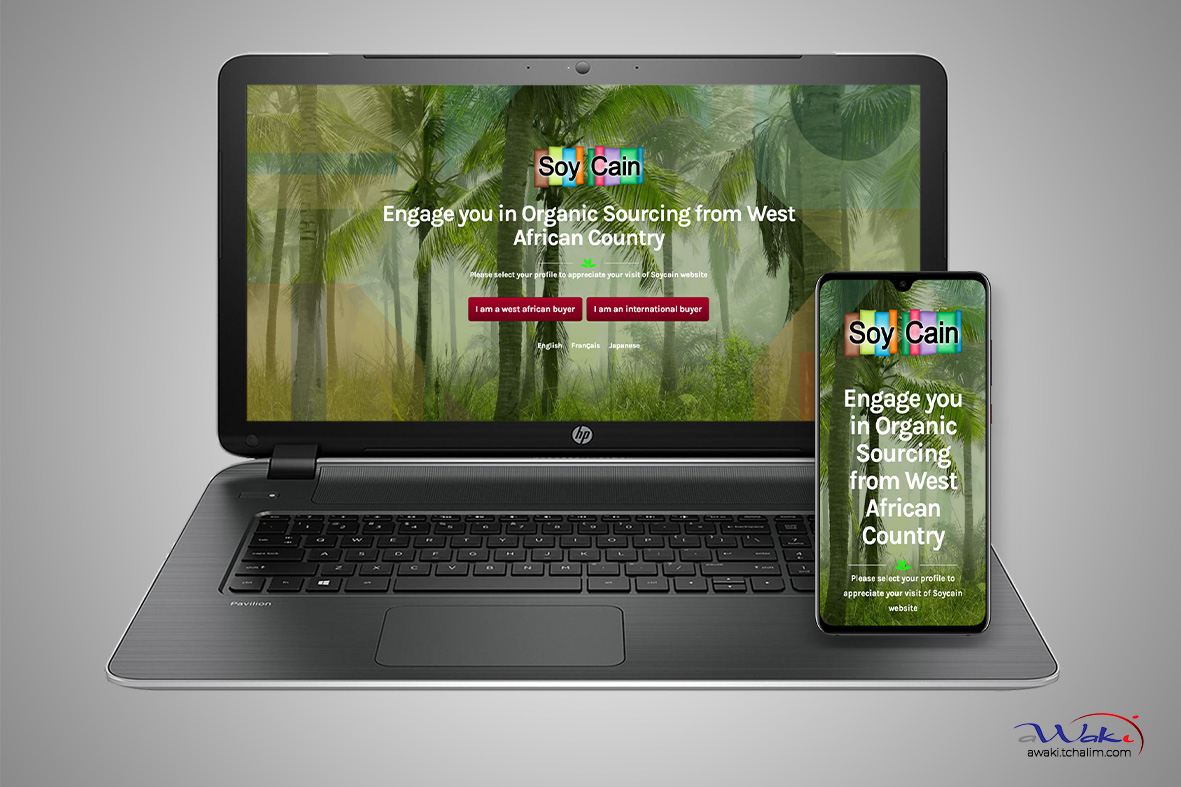 Soy Cain
Engage you in Organic Sourcing from West
African Country
Please select your profile to appreciate your visit of Soycain website
I am a west african buyer
I am an international buyer
English Français Japanese
hp
Pavilion
Soy Cain
Engage you
in Organic
Sourcing
from West
African
Country
Please select your profile to
appreciate your visit of Soycain
website
aWaki
awaki.tchalim.com